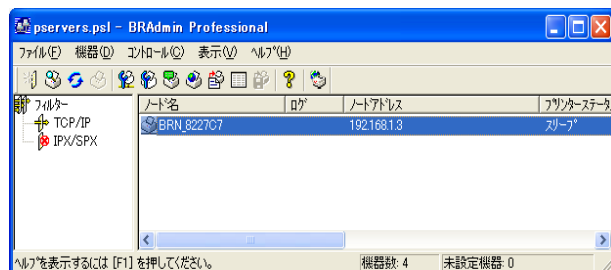 pservers.psl - BRAdmin Professional
ﾌｧｲﾙ(F) 機器(D) ｺﾝﾄﾛｰﾙ(C) 表示(V) ﾍﾙﾌﾟ(H)
ﾌｨﾙﾀｰ
TCP/IP
IPX/SPX
ﾉｰﾄﾞ名 ﾛｸﾞ ﾉｰﾄﾞｱﾄﾞﾚｽ ﾌﾟﾘﾝﾀｰｽﾃｰﾀ
BRN_8227C7 192.168.1.3 ｽﾘｰﾌﾟ
ﾍﾙﾌﾟを表示するには [F1] を押してください。 機器数: 4 未設定機器: 0